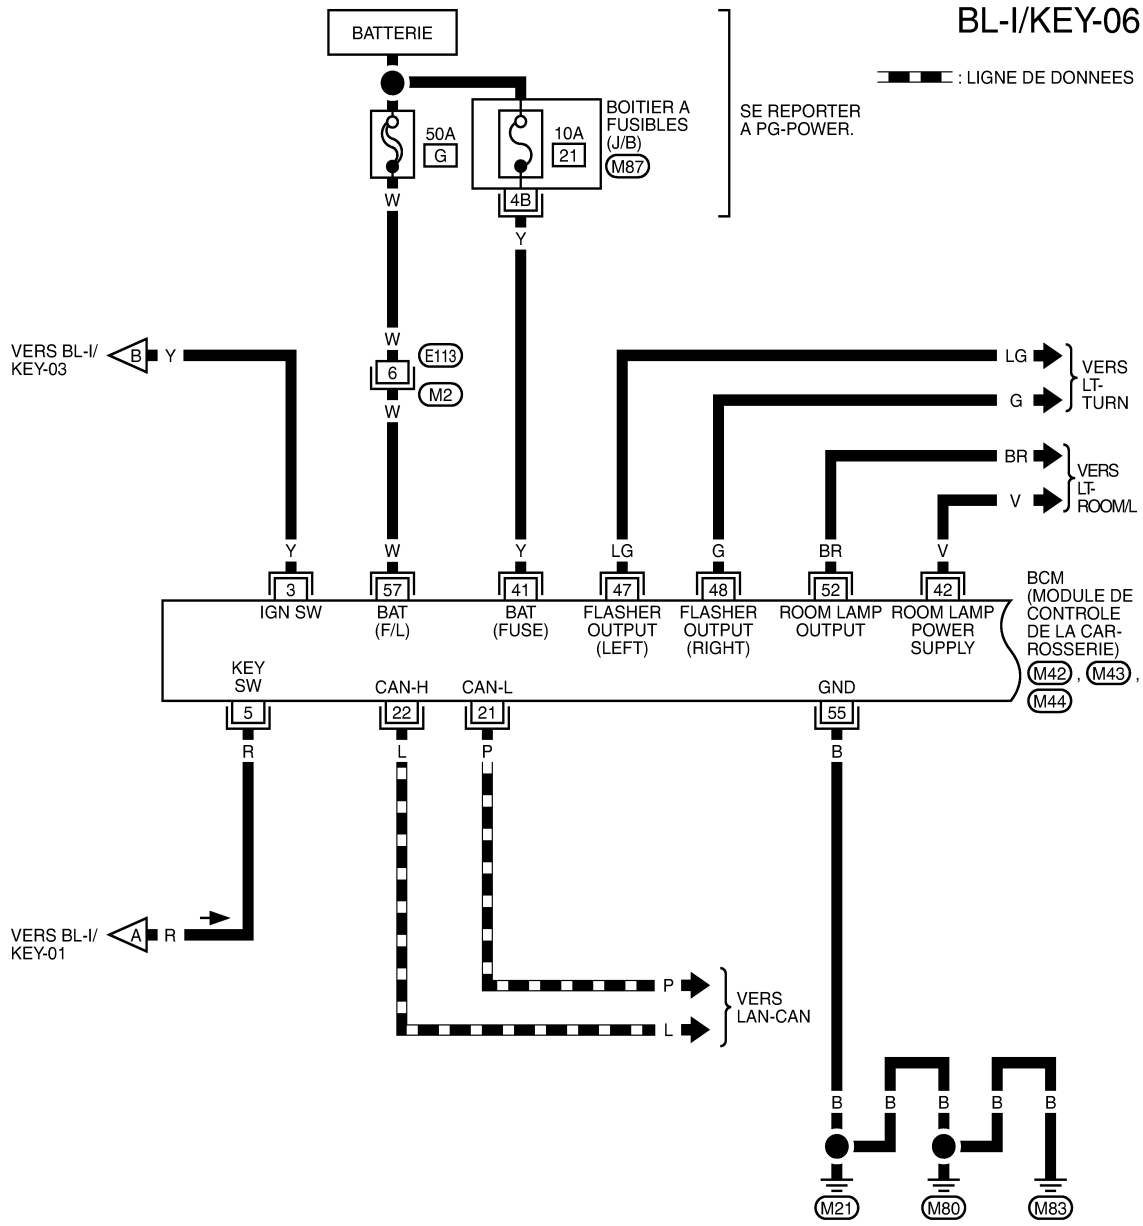 BL-I/KEY-06
BATTERIE
: LIGNE DE DONNEES
50A
G
10A
21
BOITIER A
FUSIBLES
(J/B)
M87
SE REPORTER
A PG-POWER.
W
4B
Y
VERS BL-I/
KEY-03
B
Y
W
6
W
E113
M2
LG
G
VERS
LT-
TURN
BR
V
VERS
LT-
ROOM/L
Y
W
Y
LG
G
BR
V
3
57
41
47
48
52
42
IGN SW
BAT
(F/L)
BAT
(FUSE)
FLASHER
OUTPUT
(LEFT)
FLASHER
OUTPUT
(RIGHT)
ROOM LAMP
OUTPUT
ROOM LAMP
POWER
SUPPLY
BCM
(MODULE DE
CONTROLE
DE LA CAR-
ROSSERIE)
M42 , M43 ,
M44
KEY
SW
CAN-H
CAN-L
GND
5
22
21
55
R
L
P
B
VERS BL-I/
KEY-01
A
R
P
L
VERS
LAN-CAN
B
B
B
B
B
M21
M80
M83